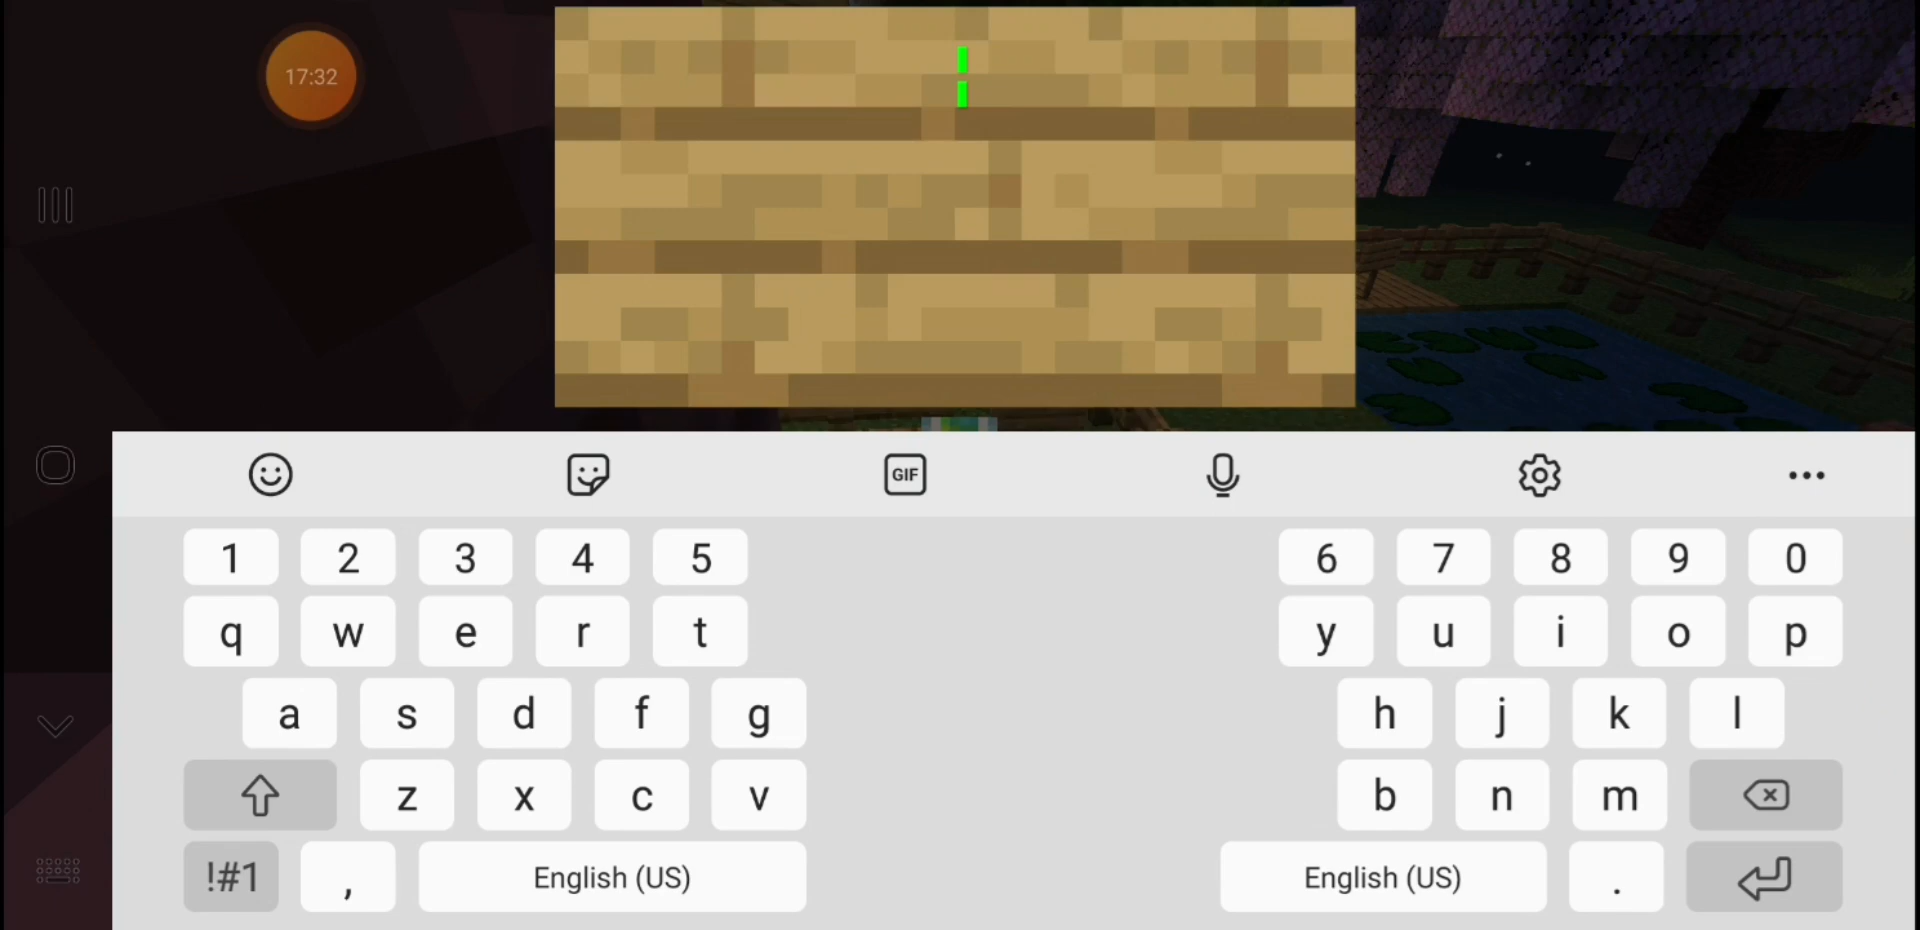 17:32
GIF
1 2 3 4 5 6 7 8 9 0
q w e r t y u i o p
a s d f g h j k l
z x c v b n m
!#1 , English (US) English (US) .